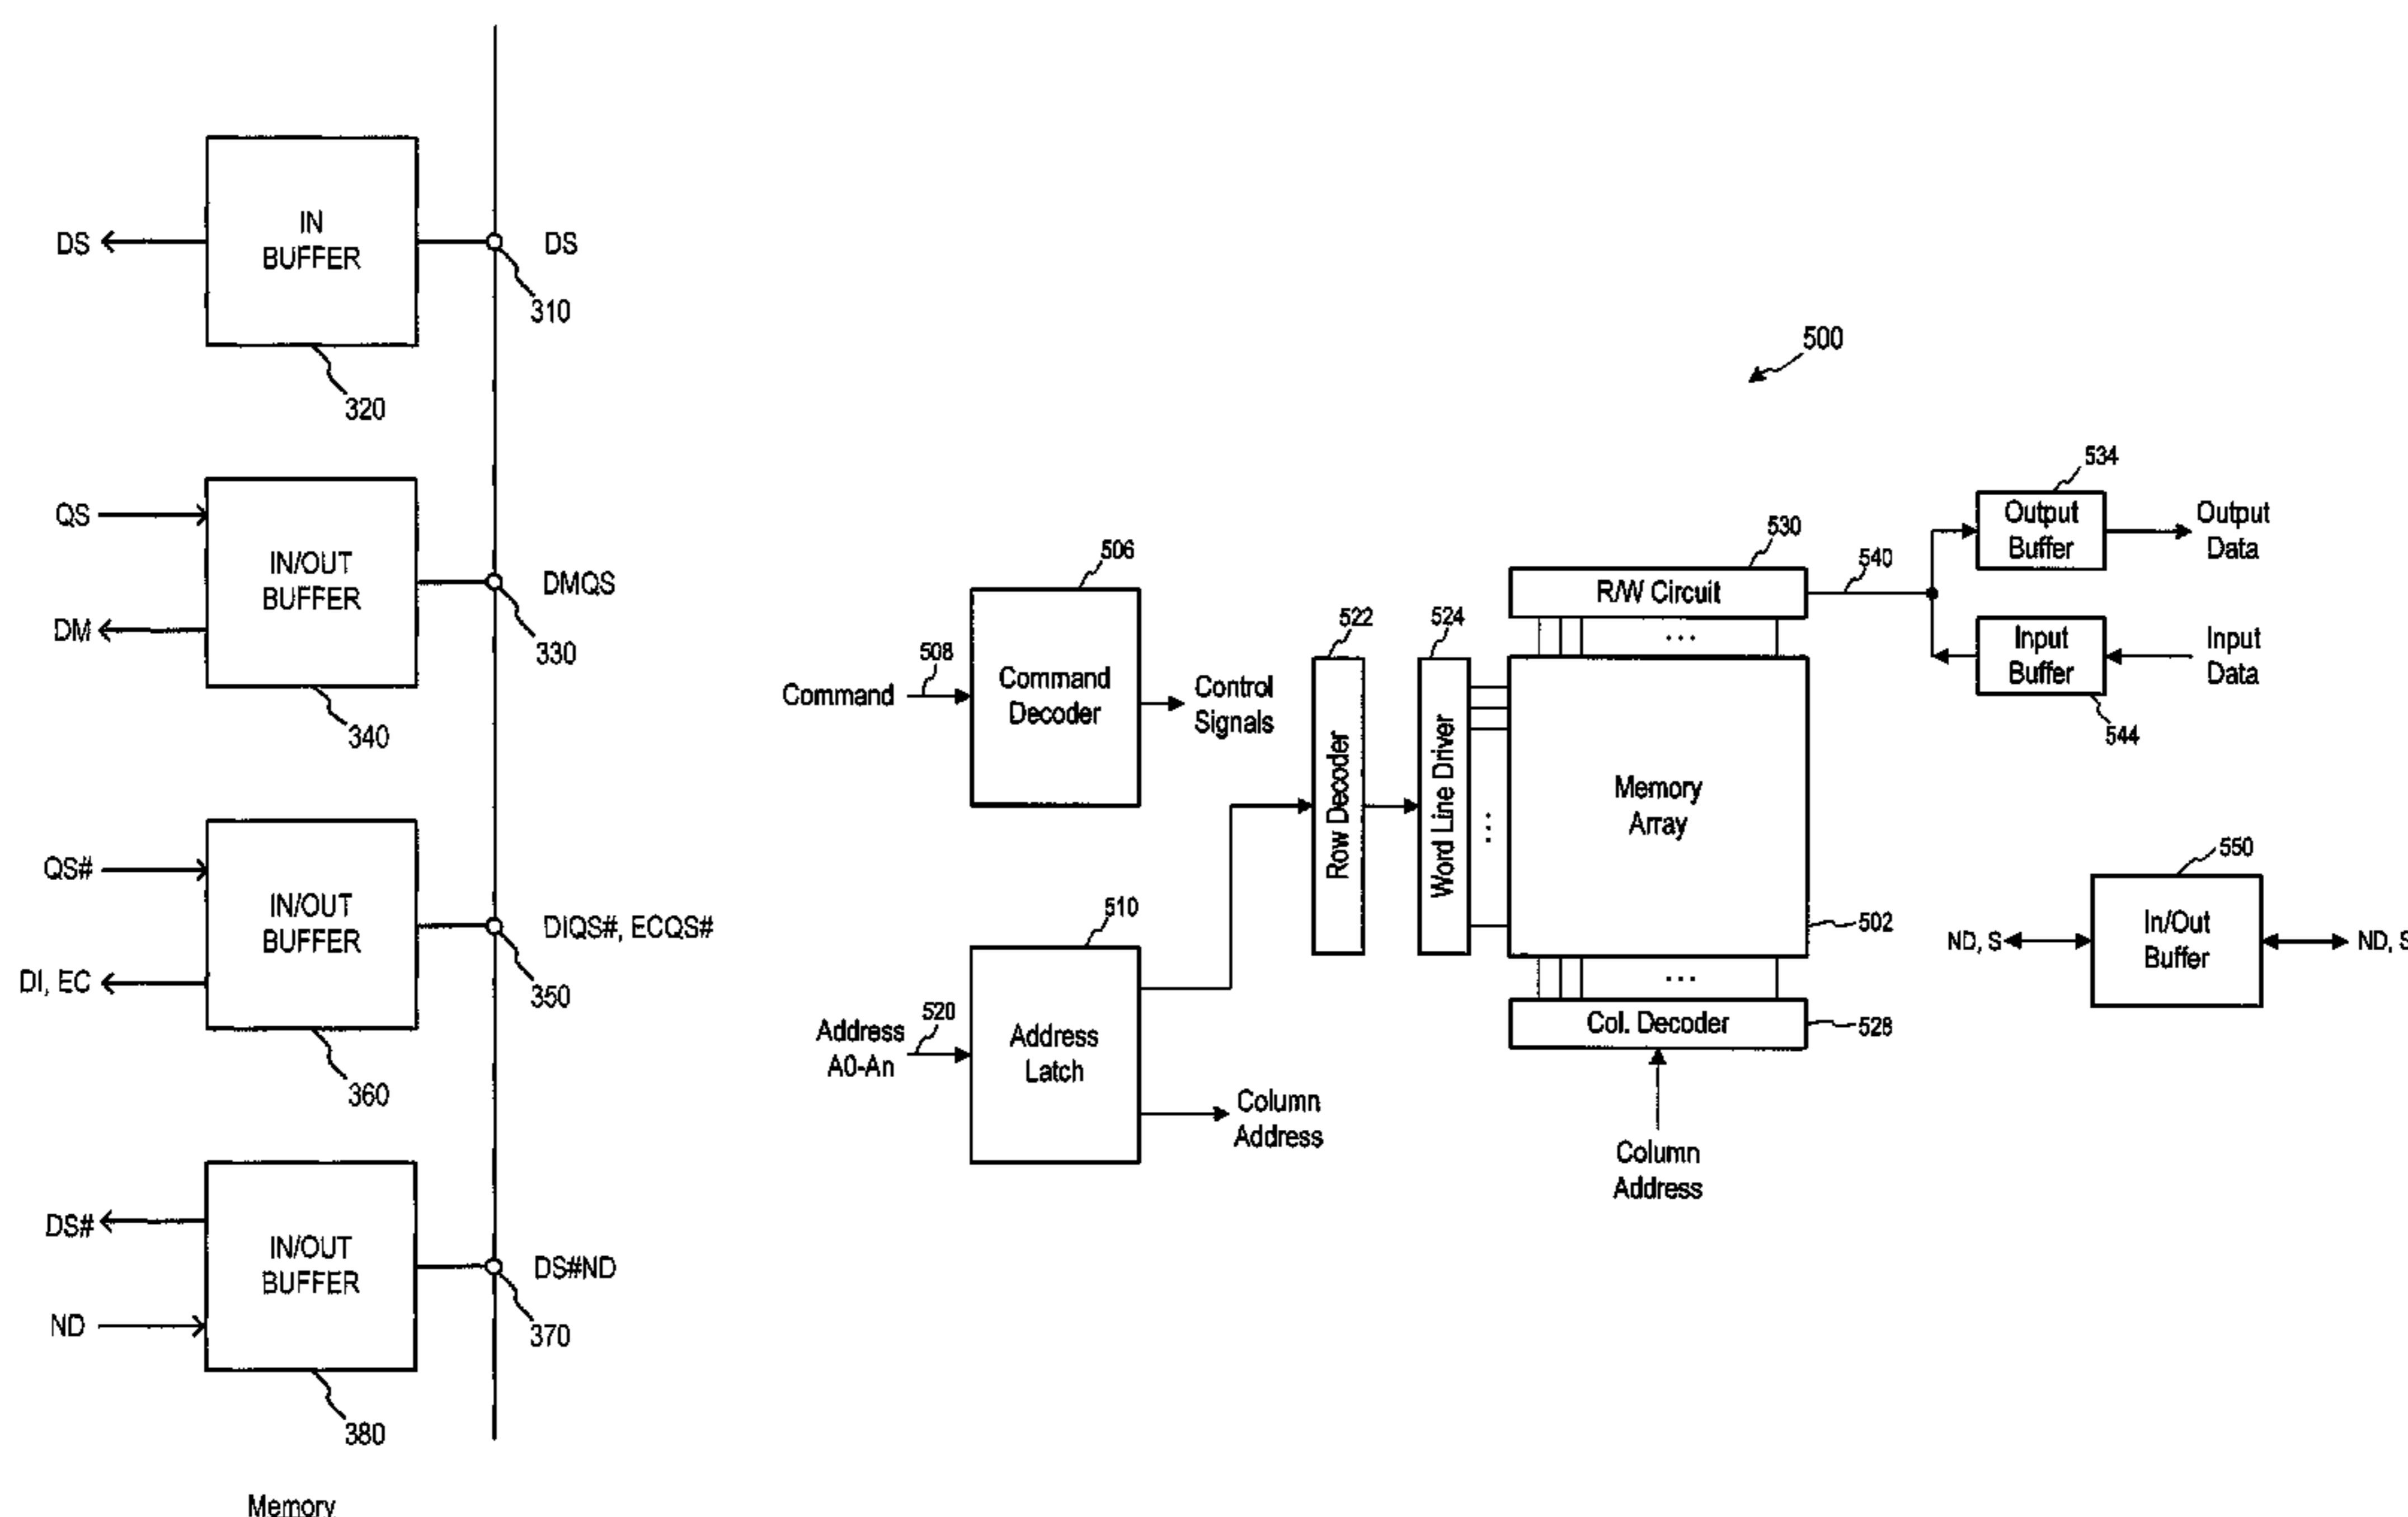 IN
BUFFER
DS
DS
310
320
QS
IN/OUT
BUFFER
DMQS
DM
330
340
QS#
IN/OUT
BUFFER
DIQS#, ECQS#
DI, EC
350
360
DS#
IN/OUT
BUFFER
DS#ND
ND
370
380
Memory
500
506
508
Command
Command
Decoder
Control
Signals
510
520
Address
A0-An
Address
Latch
Column
Address
522
Row Decoder
524
Word Line Driver
530
R/W Circuit
540
...
Memory
Array
...
502
...
Col. Decoder
528
Column
Address
534
Output
Buffer
Output
Data
Input
Buffer
Input
Data
544
550
In/Out
Buffer
ND, S
ND, S